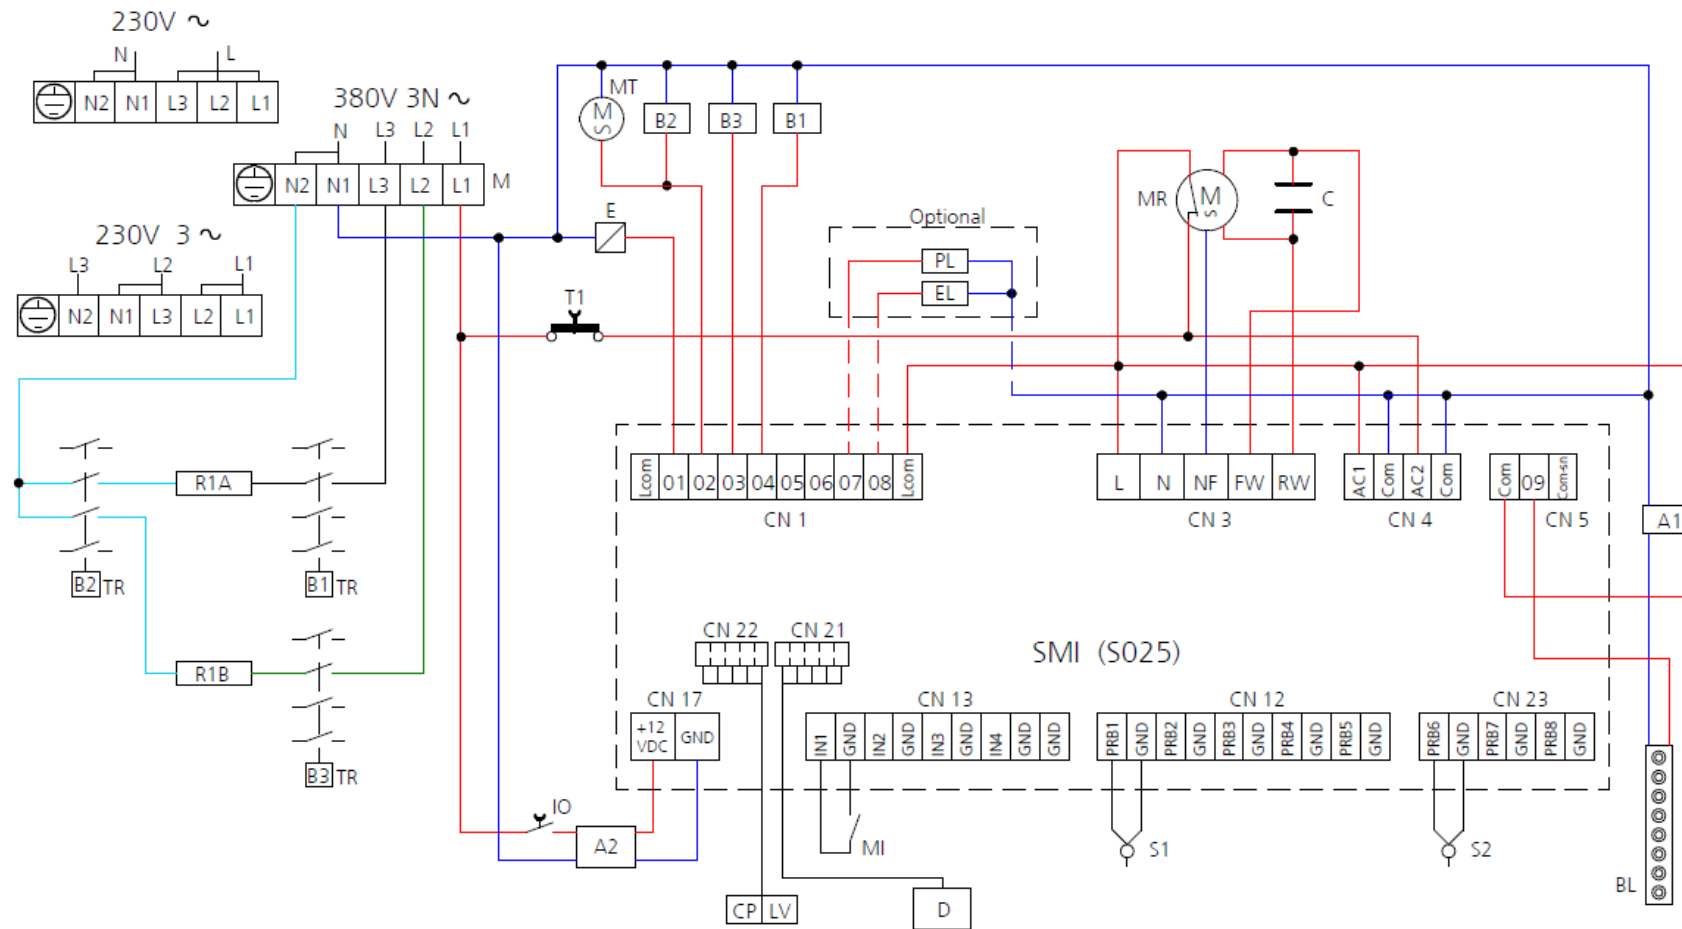 230V ~
N L
N2 N1 L3 L2 L1
380V 3N ~
N L3 L2 L1
N2 N1 L3 L2 L1 M
230V 3 ~
L3 L2 L1
N2 N1 L3 L2 L1
MT
M S
B2 B3 B1
E
T1
Optional
PL
EL
MR
M S
C
Lcom 01 02 03 04 05 06 07 08 Lcom
CN 1
L N NF FW RW
CN 3
AC1 Com AC2 Com
CN 4
Com 09 Com-sn
CN 5
A1
R1A
B2 TR
B1 TR
R1B
B3 TR
CN 22 CN 21
SMI (S025)
CN 17
+12 VDC GND
CN 13
IN1 GND IN2 GND IN3 GND IN4 GND GND
CN 12
PRB1 GND PRB2 GND PRB3 GND PRB4 GND PRB5 GND
CN 23
PRB6 GND PRB7 GND PRB8 GND
IO
A2
MI
S1
S2
BL
CP LV
D